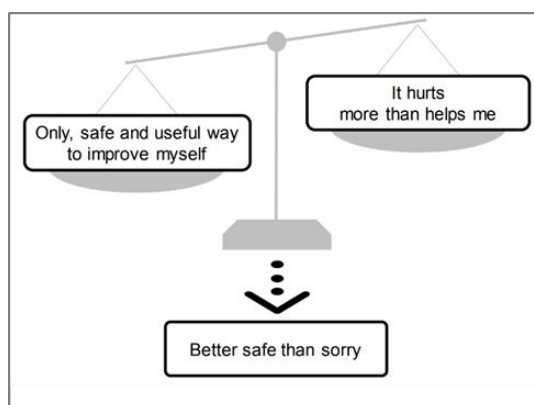 It hurts
more than helps me
Only, safe and useful way
to improve myself
Better safe than sorry